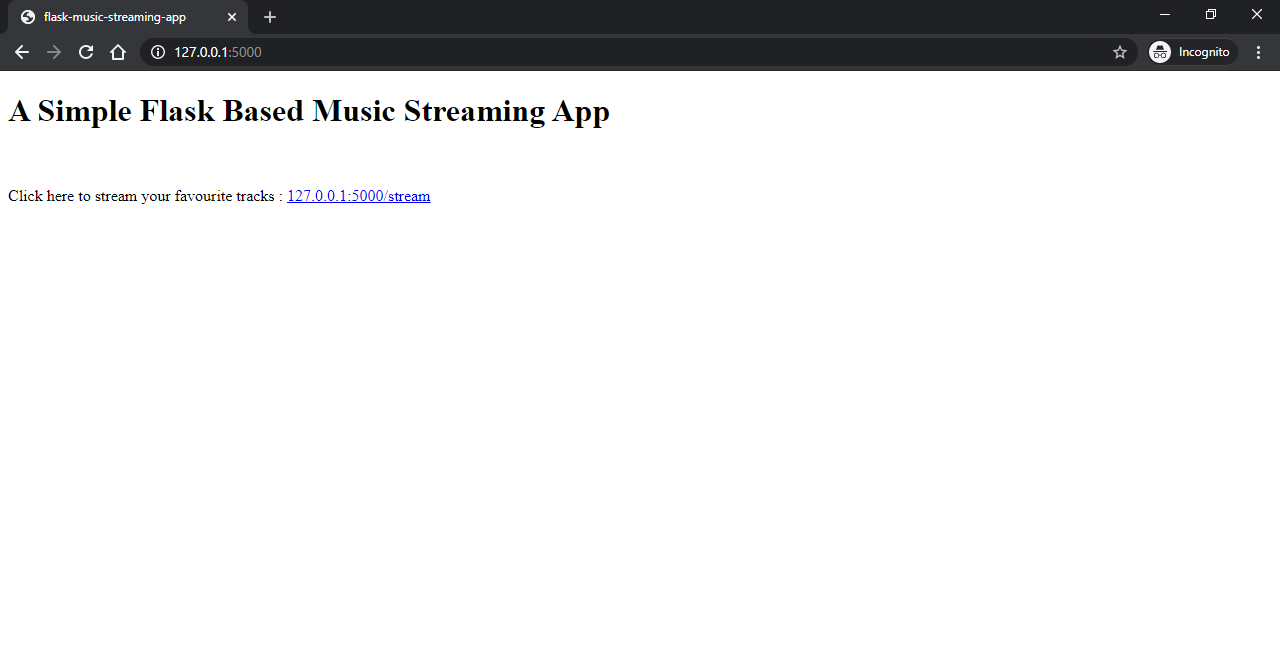 flask-music-streaming-app
127.0.0.1:5000
Incognito
A Simple Flask Based Music Streaming App
Click here to stream your favourite tracks : 127.0.0.1:5000/stream